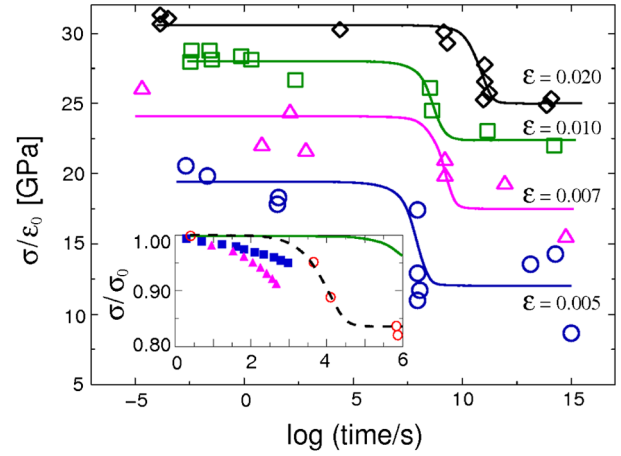 30
25
20
15
10
5
σ/ε₀ [GPa]
ε = 0.020
ε = 0.010
ε = 0.007
ε = 0.005
1.00
0.90
0.80
σ/σ₀
0 2 4 6
-5 0 5 10 15
log (time/s)